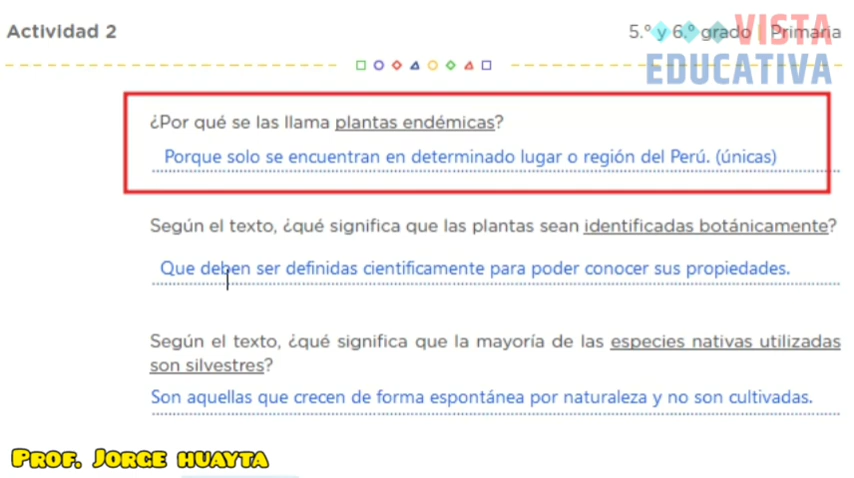 Actividad 2
5.º y 6.º grado | Primaria
VISTA
EDUCATIVA
¿Por qué se las llama plantas endémicas?
Porque solo se encuentran en determinado lugar o región del Perú. (únicas)
Según el texto, ¿qué significa que las plantas sean identificadas botánicamente?
Que deben ser definidas cientificamente para poder conocer sus propiedades.
Según el texto, ¿qué significa que la mayoría de las especies nativas utilizadas
son silvestres?
Son aquellas que crecen de forma espontánea por naturaleza y no son cultivadas.
Prof. Jorge huayta